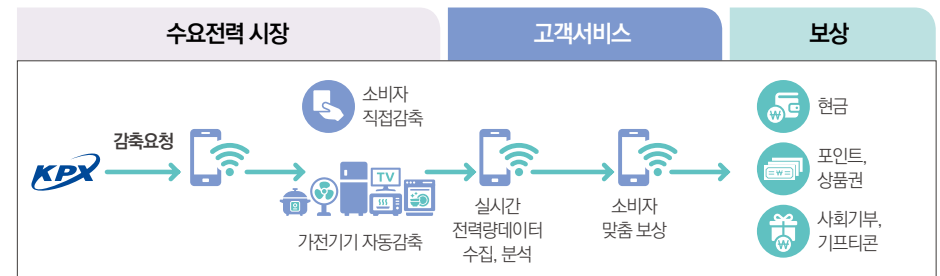 수요전력 시장
고객서비스
보상
KPX
감축요청
소비자
직접감축
TV
가전기기 자동감축
실시간
전력량데이터
수집, 분석
소비자
맞춤 보상
₩
현금
₩
포인트,
상품권
₩
사회기부,
기프티콘